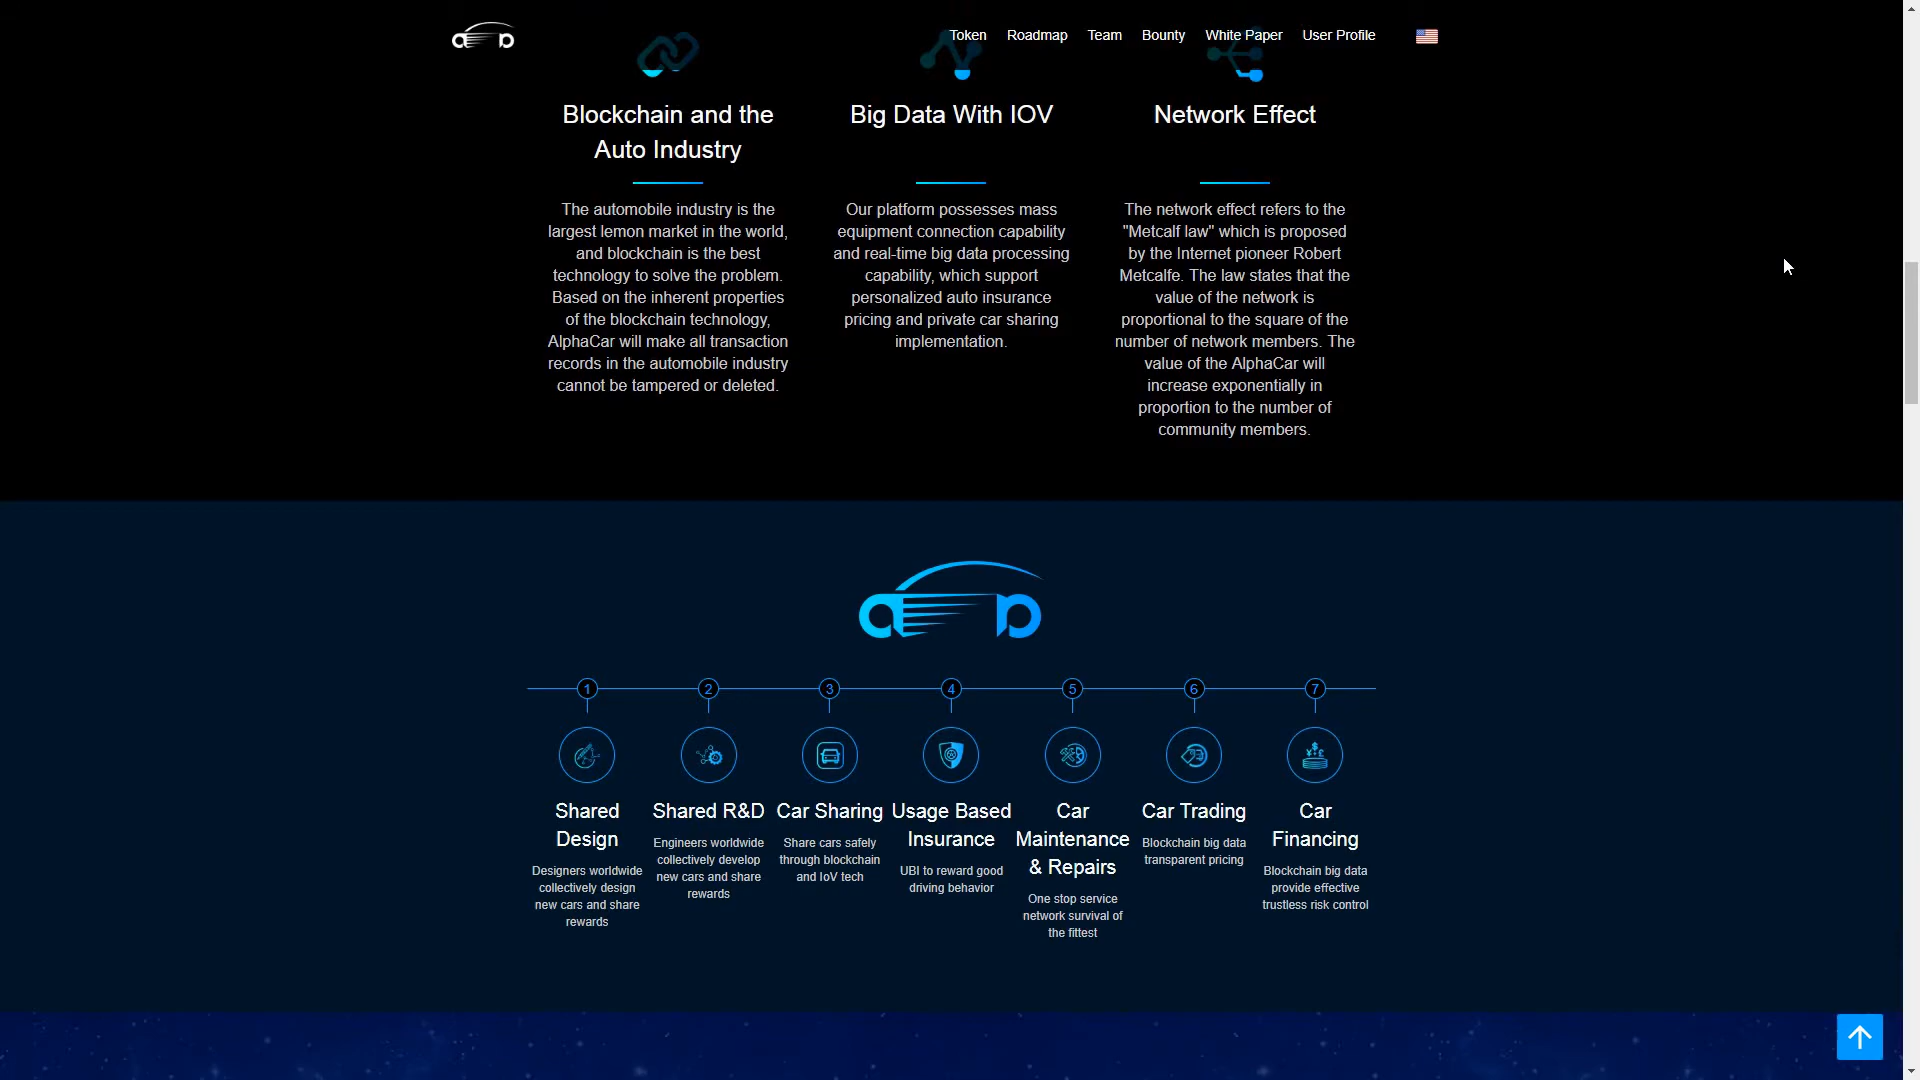 Token Roadmap Team Bounty White Paper User Profile
Blockchain and the
Auto Industry
The automobile industry is the
largest lemon market in the world,
and blockchain is the best
technology to solve the problem.
Based on the inherent properties
of the blockchain technology,
AlphaCar will make all transaction
records in the automobile industry
cannot be tampered or deleted.
Big Data With IOV
Our platform possesses mass
equipment connection capability
and real-time big data processing
capability, which support
personalized auto insurance
pricing and private car sharing
implementation.
Network Effect
The network effect refers to the
"Metcalf law" which is proposed
by the Internet pioneer Robert
Metcalfe. The law states that the
value of the network is
proportional to the square of the
number of network members. The
value of the AlphaCar will
increase exponentially in
proportion to the number of
community members.
1
Shared
Design
Designers worldwide
collectively design
new cars and share
rewards
2
Shared R&D
Engineers worldwide
collectively develop
new cars and share
rewards
3
Car Sharing
Share cars safely
through blockchain
and IoV tech
4
Usage Based
Insurance
UBI to reward good
driving behavior
5
Car
Maintenance
& Repairs
One stop service
network survival of
the fittest
6
Car Trading
Blockchain big data
transparent pricing
7
Car
Financing
Blockchain big data
provide effective
trustless risk control